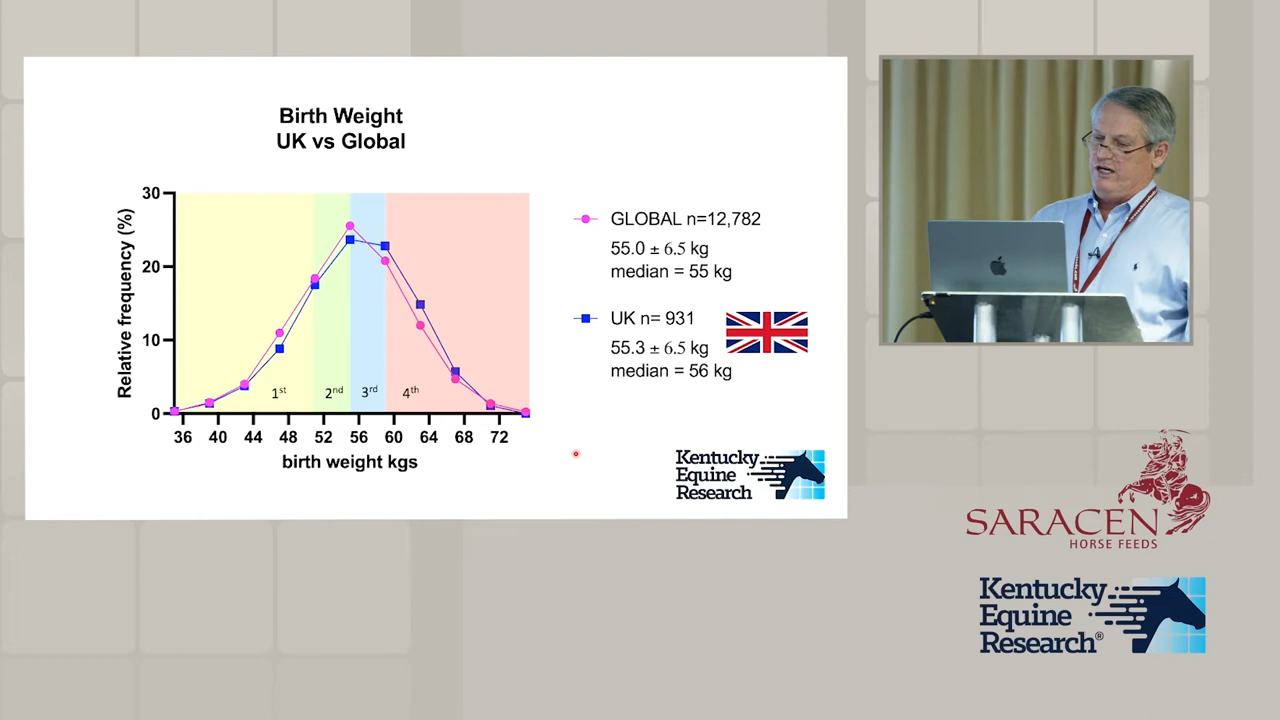 Birth Weight
UK vs Global
Relative frequency (%)
30
20
10
0
1st
2nd
3rd
4th
36 40 44 48 52 56 60 64 68 72
birth weight kgs
GLOBAL n=12,782
55.0 ± 6.5 kg
median = 55 kg
UK n= 931
55.3 ± 6.5 kg
median = 56 kg
Kentucky
Equine
Research
SARACEN
HORSE FEEDS
Kentucky
Equine
Research®